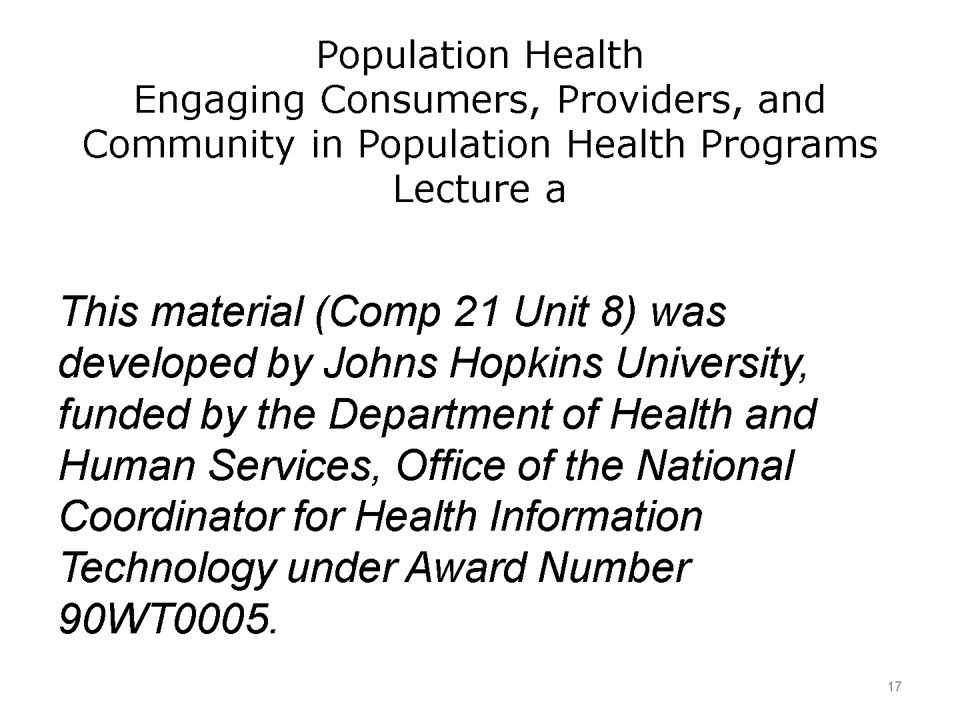 Population Health
Engaging Consumers, Providers, and
Community in Population Health Programs
Lecture a
This material (Comp 21 Unit 8) was
developed by Johns Hopkins University,
funded by the Department of Health and
Human Services, Office of the National
Coordinator for Health Information
Technology under Award Number
90WT0005.
17